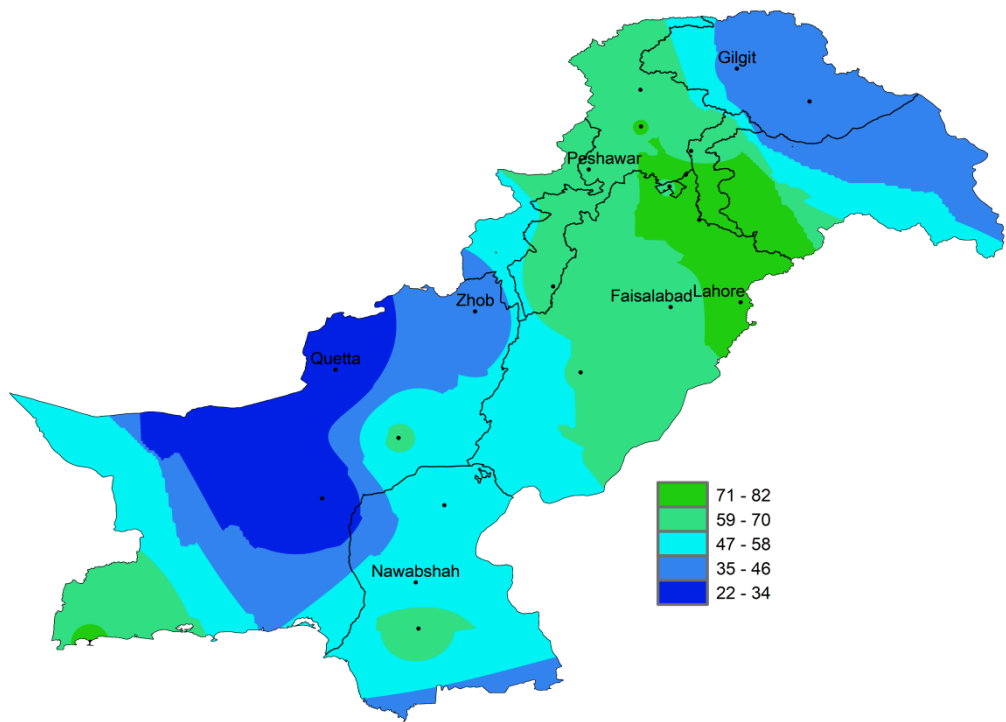 Gilgit
Peshawar
Zhob
Faisalabad
Lahore
Quetta
71 - 82
59 - 70
47 - 58
35 - 46
22 - 34
Nawabshah